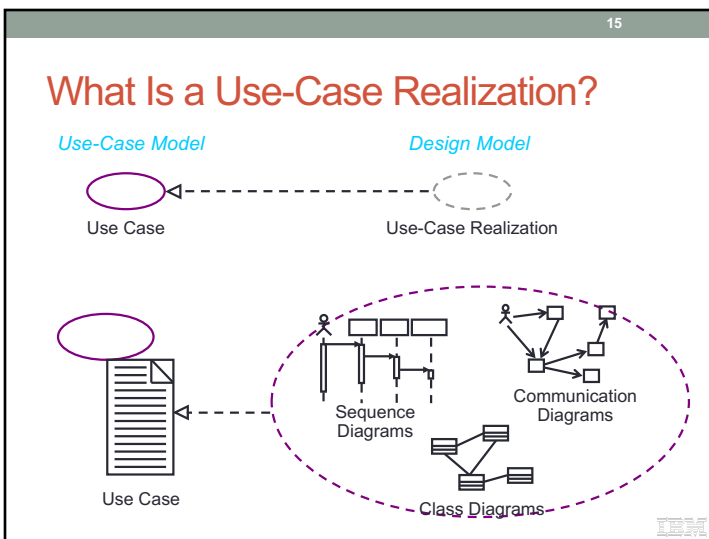 15
What Is a Use-Case Realization?
Use-Case Model
Design Model
Use Case
Use-Case Realization
Sequence
Diagrams
Communication
Diagrams
Class Diagrams
Use Case
IBM